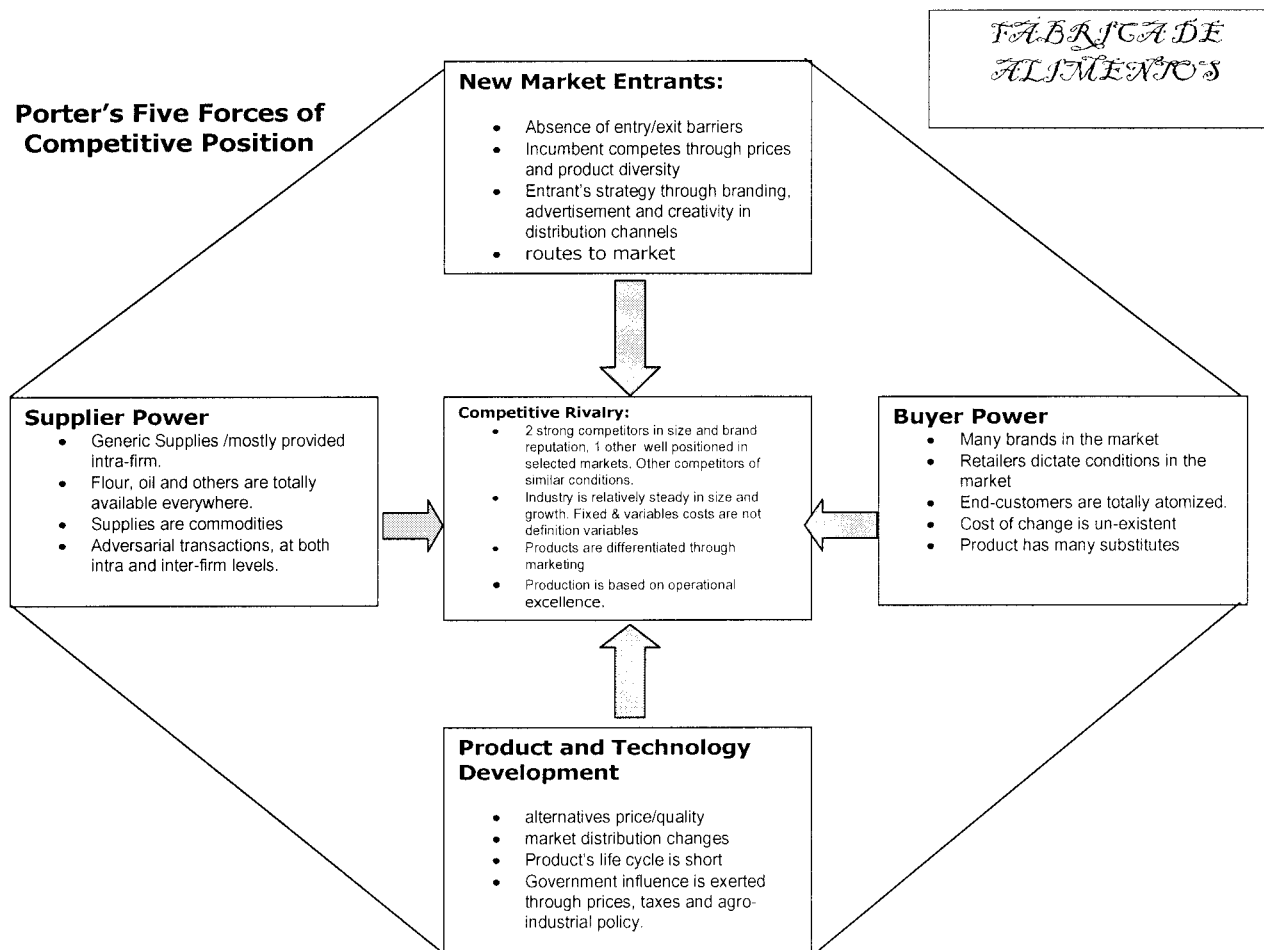 FABRICA DE
ALIMENTOS
Porter's Five Forces of
Competitive Position
New Market Entrants:
• Absence of entry/exit barriers
• Incumbent competes through prices
and product diversity
• Entrant's strategy through branding,
advertisement and creativity in
distribution channels
• routes to market
Supplier Power
• Generic Supplies /mostly provided
intra-firm.
• Flour, oil and others are totally
available everywhere.
• Supplies are commodities
• Adversarial transactions, at both
intra and inter-firm levels.
Competitive Rivalry:
• 2 strong competitors in size and brand
reputation, 1 other well positioned in
selected markets. Other competitors of
similar conditions.
• Industry is relatively steady in size and
growth. Fixed & variables costs are not
definition variables
• Products are differentiated through
marketing
• Production is based on operational
excellence.
Buyer Power
• Many brands in the market
• Retailers dictate conditions in the
market
• End-customers are totally atomized.
• Cost of change is un-existent
• Product has many substitutes
Product and Technology
Development
• alternatives price/quality
• market distribution changes
• Product's life cycle is short
• Government influence is exerted
through prices, taxes and agro-
industrial policy.